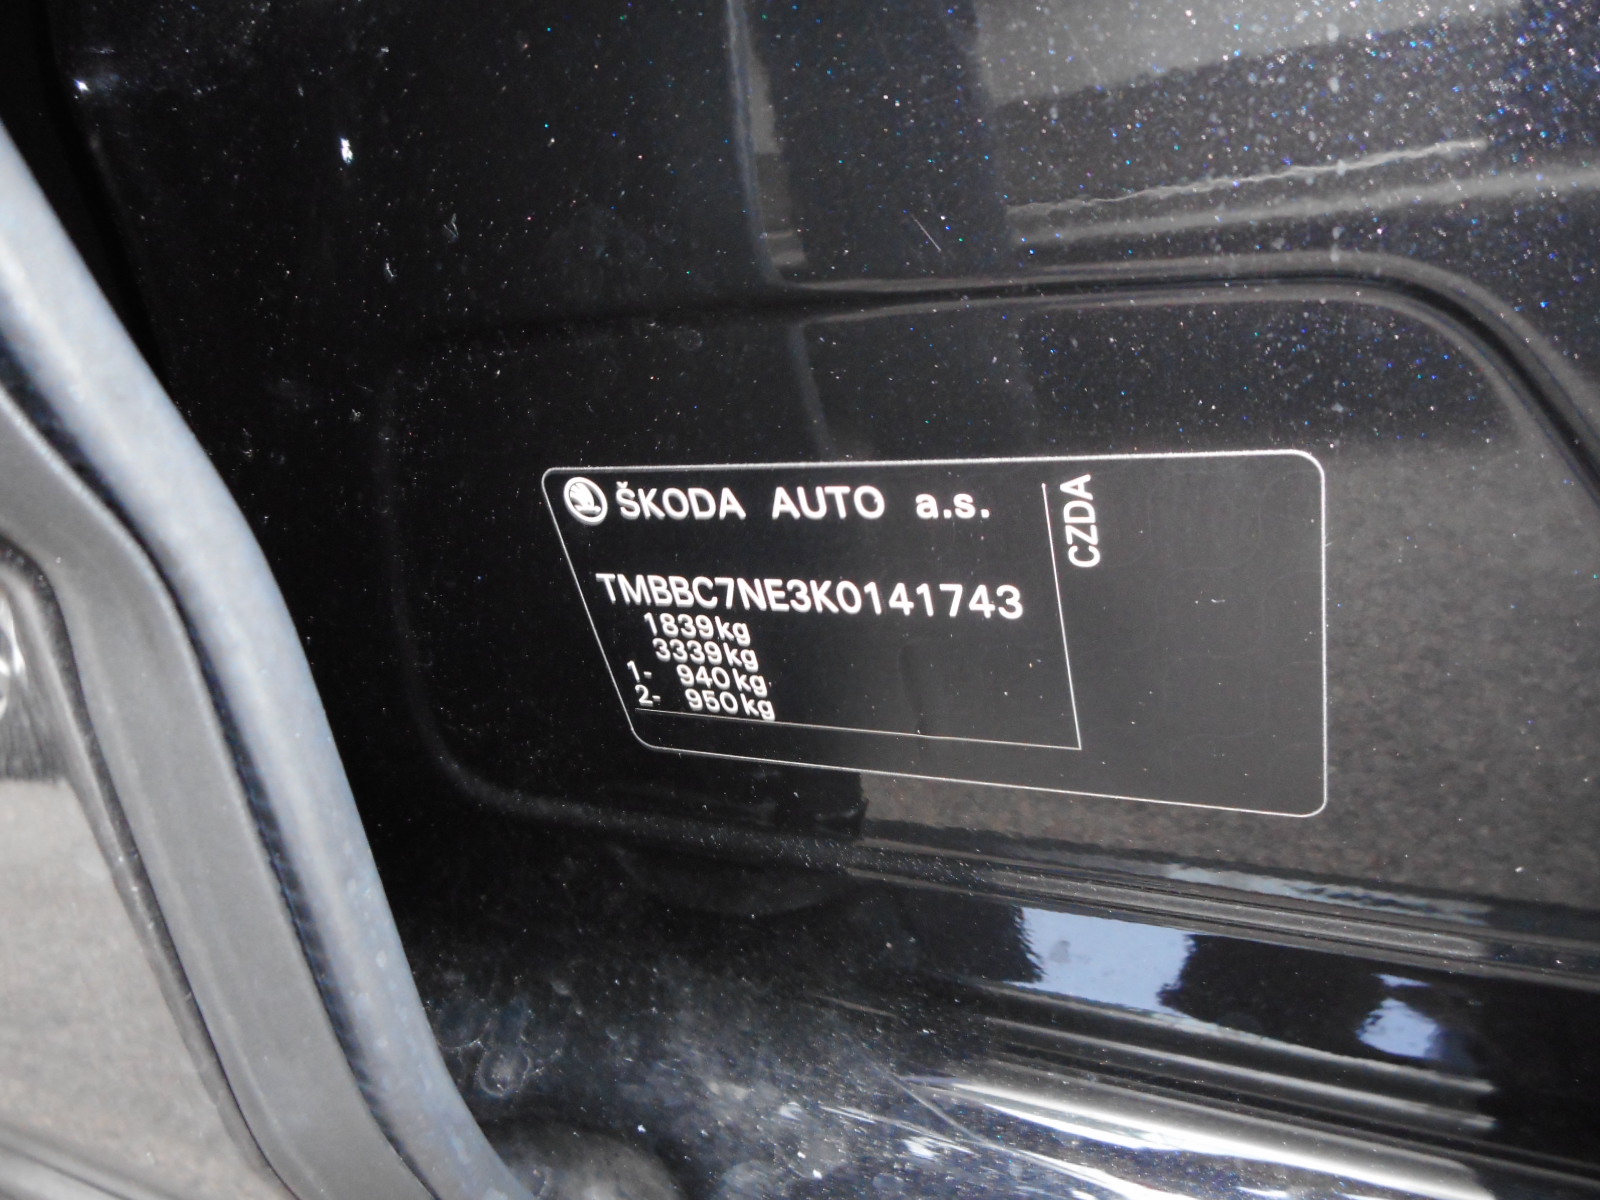 ŠKODA AUTO a.s.
CZDA
TMBBC7NE3K0141743
1839kg
3339kg
1- 940kg
2- 950kg